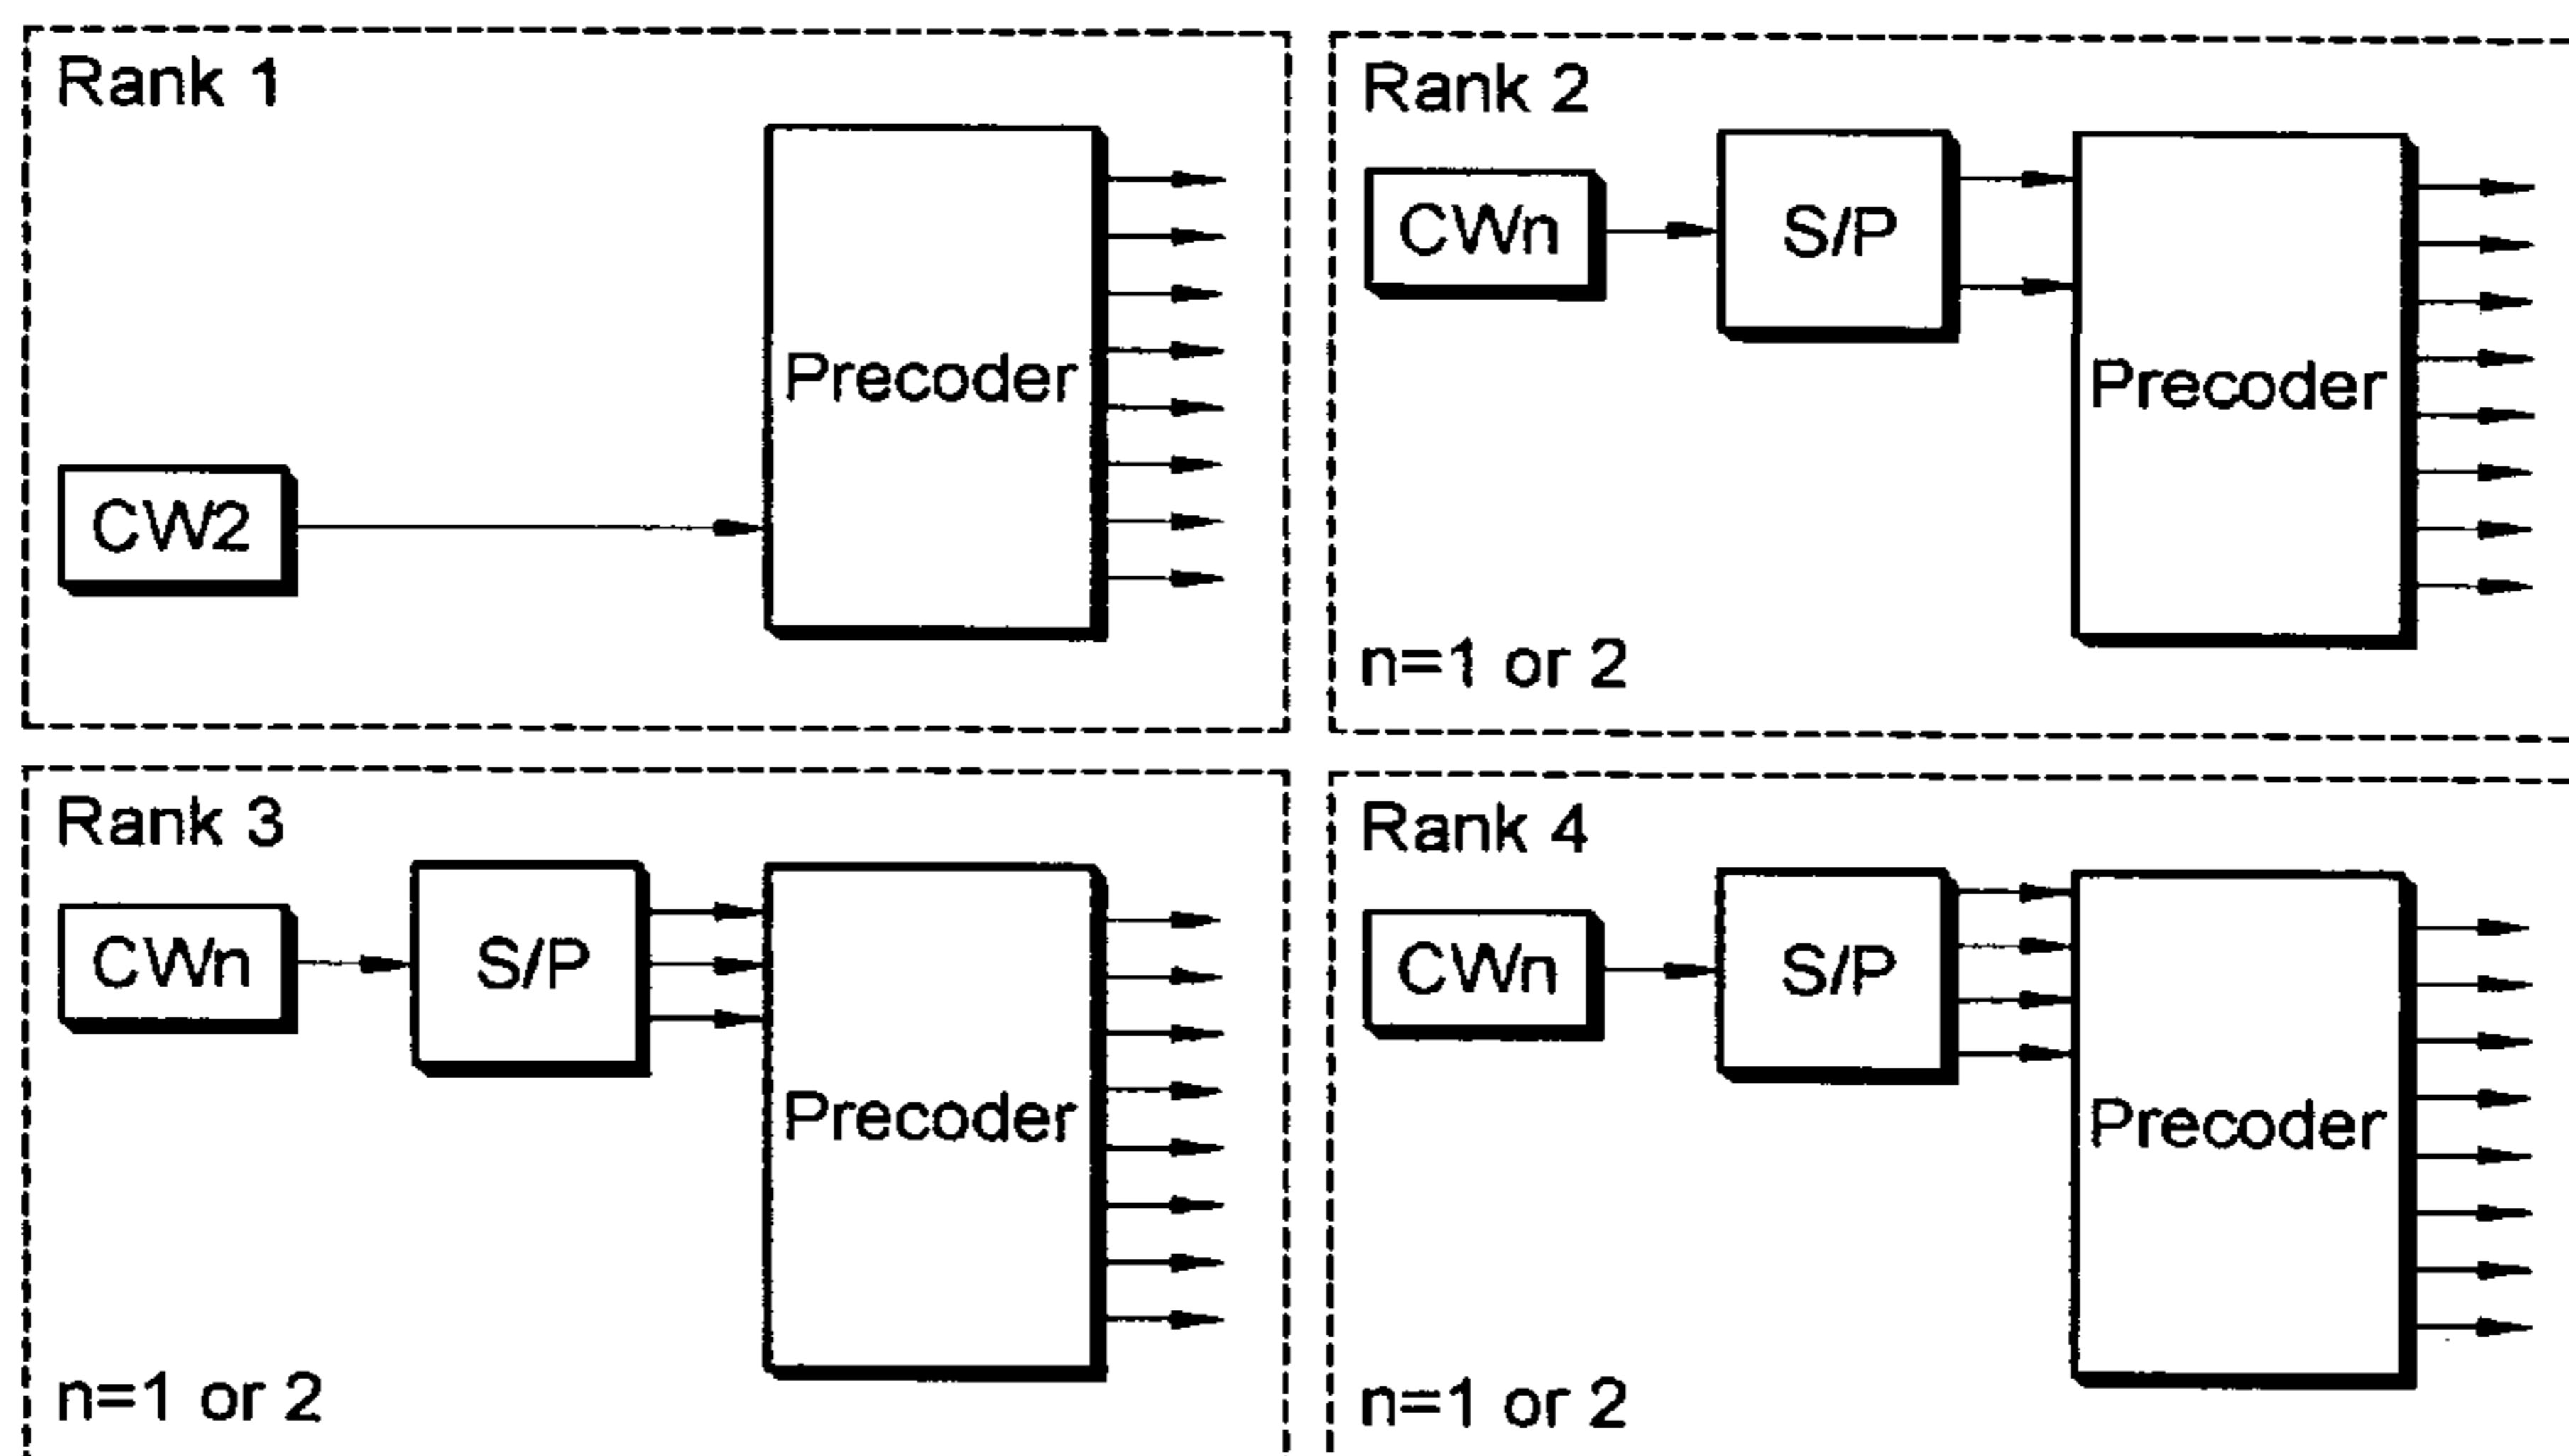 Rank 1
Precoder
CW2
Rank 2
CWn
S/P
Precoder
n=1 or 2
Rank 3
CWn
S/P
Precoder
n=1 or 2
Rank 4
CWn
S/P
Precoder
n=1 or 2